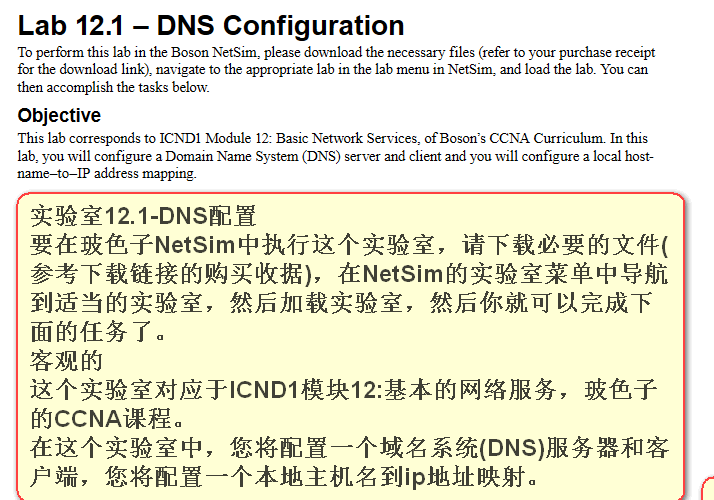 Lab 12.1 – DNS Configuration
To perform this lab in the Boson NetSim, please download the necessary files (refer to your purchase receipt
for the download link), navigate to the appropriate lab in the lab menu in NetSim, and load the lab. You can
then accomplish the tasks below.
Objective
This lab corresponds to ICND1 Module 12: Basic Network Services, of Boson’s CCNA Curriculum. In this
lab, you will configure a Domain Name System (DNS) server and client and you will configure a local host-
name–to–IP address mapping.
实验室12.1-DNS配置
要在玻色子NetSim中执行这个实验室，请下载必要的文件(
参考下载链接的购买收据)，在NetSim的实验室菜单中导航
到适当的实验室，然后加载实验室，然后你就可以完成下
面的任务了。
客观的
这个实验室对应于ICND1模块12:基本的网络服务，玻色子
的CCNA课程。
在这个实验室中，您将配置一个域名系统(DNS)服务器和客
户端，您将配置一个本地主机名到ip地址映射。